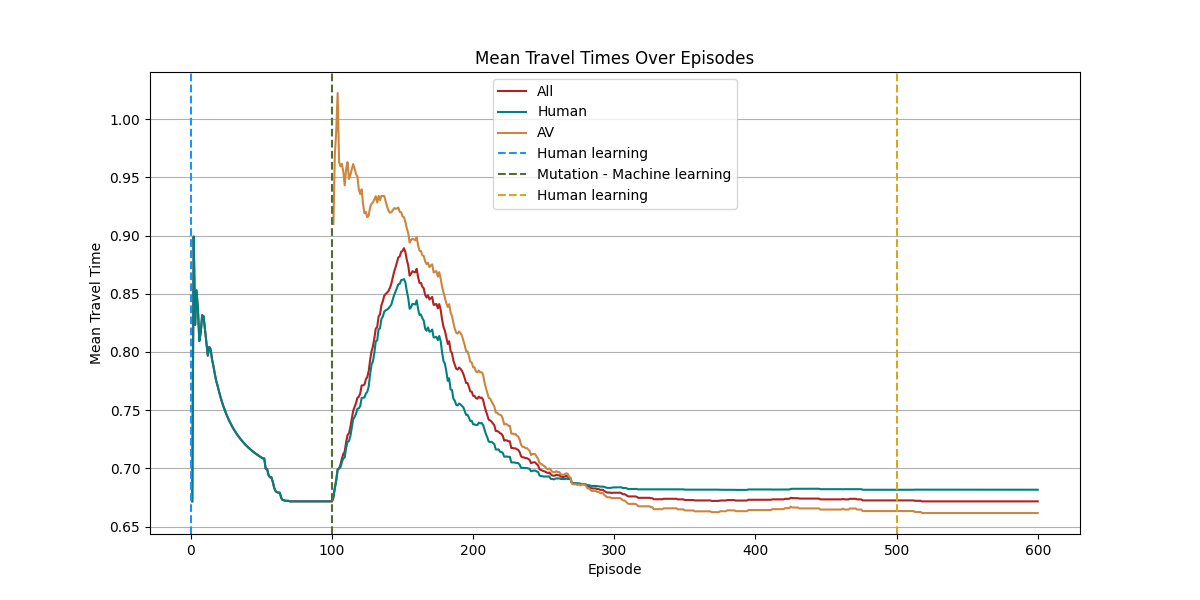 Mean Travel Times Over Episodes
All
Human
AV
Human learning
Mutation - Machine learning
Human learning
Mean Travel Time
1.00
0.95
0.90
0.85
0.80
0.75
0.70
0.65
0 100 200 300 400 500 600
Episode